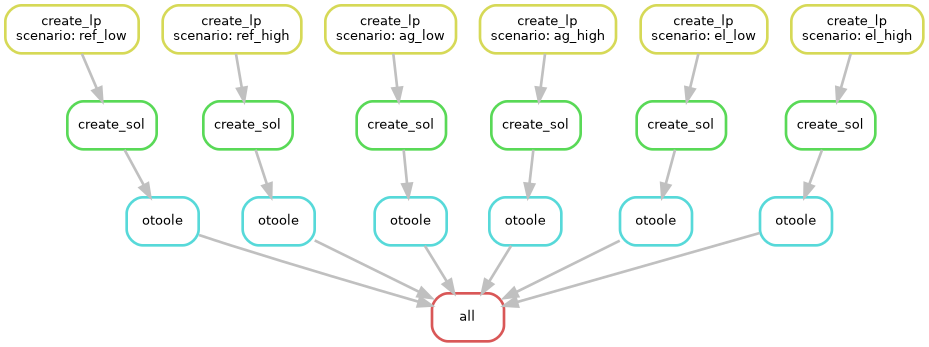 create_lp
scenario: ref_low
create_lp
scenario: ref_high
create_lp
scenario: ag_low
create_lp
scenario: ag_high
create_lp
scenario: el_low
create_lp
scenario: el_high
create_sol
create_sol
create_sol
create_sol
create_sol
create_sol
otoole
otoole
otoole
otoole
otoole
otoole
all